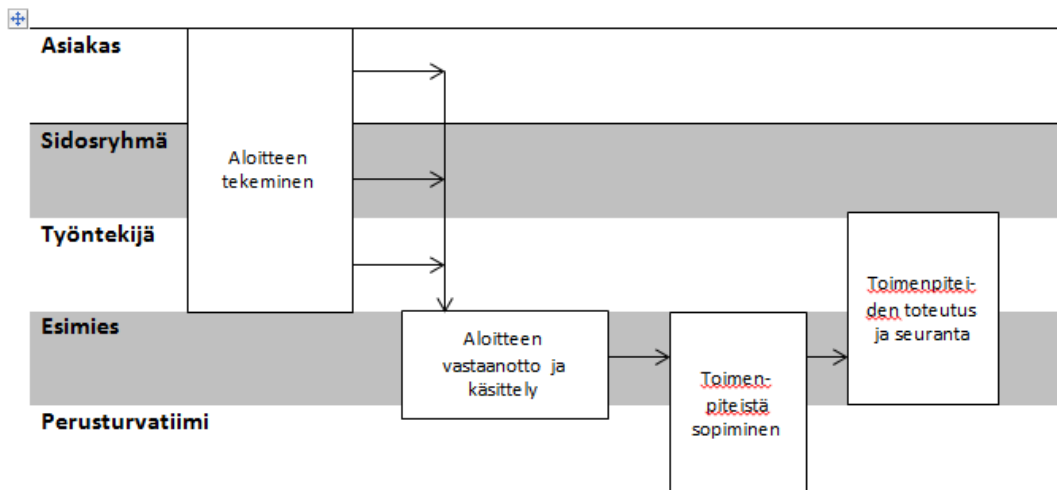 Asiakas
Sidosryhmä
Aloitteen
tekeminen
Työntekijä
Toimenpitei-
den toteutus
ja seuranta
Esimies
Aloitteen
vastaanotto ja
käsittely
Toimen-
piteistä
sopiminen
Perusturvatiimi